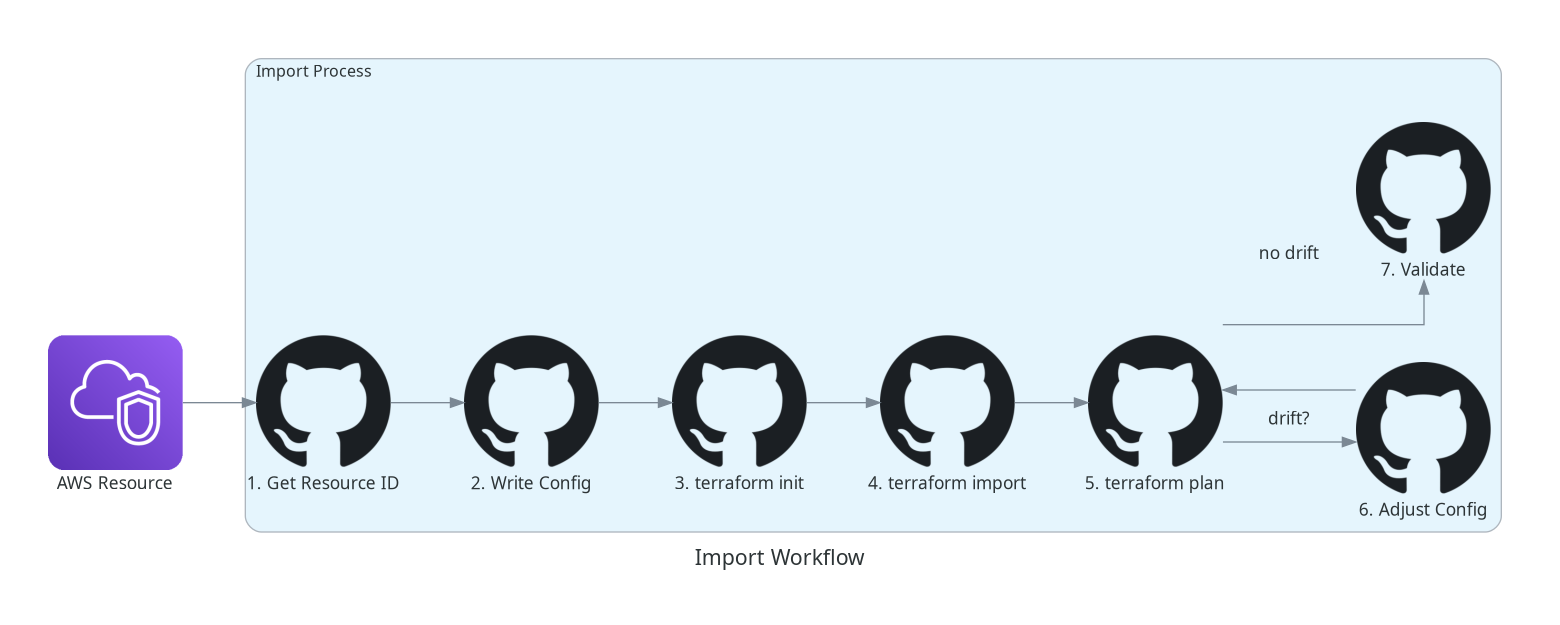 Import Process
no drift
7. Validate
drift?
AWS Resource
1. Get Resource ID
2. Write Config
3. terraform init
4. terraform import
5. terraform plan
6. Adjust Config
Import Workflow